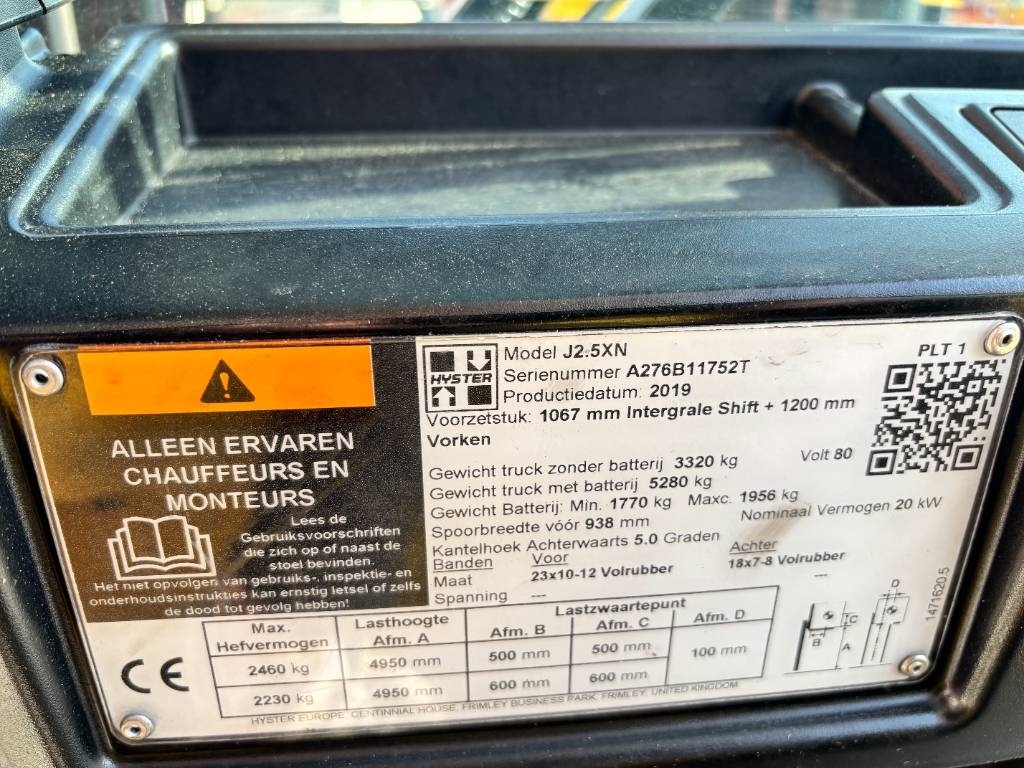 ALLEEN ERVAREN
CHAUFFEURS EN
MONTEURS
Lees de
Gebruiksvoorschriften
die zich op of naast de
stoel bevinden.
Het niet opvolgen van gebruiks-, inspektie- en
onderhoudsinstrukties kan ernstig letsel of zelfs
de dood tot gevolg hebben!
HYSTER
Model J2.5XN
Serienummer A276B11752T
Productiedatum: 2019
Voorzetstuk: 1067 mm Intergrale Shift + 1200 mm
Vorken
PLT 1
Gewicht truck zonder batterij 3320 kg Volt 80
Gewicht truck met batterij 5280 kg
Gewicht Batterij: Min. 1770 kg Maxc. 1956 kg
Spoorbreedte vóór 938 mm Nominaal Vermogen 20 kW
Kantelhoek Achterwaarts 5.0 Graden
Banden Voor Achter
Maat 23x10-12 Volrubber 18x7-8 Volrubber
Spanning --- ---
Max. Lasthoogte Lastzwaartepunt
Hefvermogen Afm. A Afm. B Afm. C Afm. D
2460 kg 4950 mm 500 mm 500 mm 100 mm
2230 kg 4950 mm 600 mm 600 mm
CE
HYSTER EUROPE, CENTINNIAL HOUSE, FRIMLEY BUSINESS PARK, FRIMLEY, UNITED KINGDOM
D
C
B
A
1471620.5